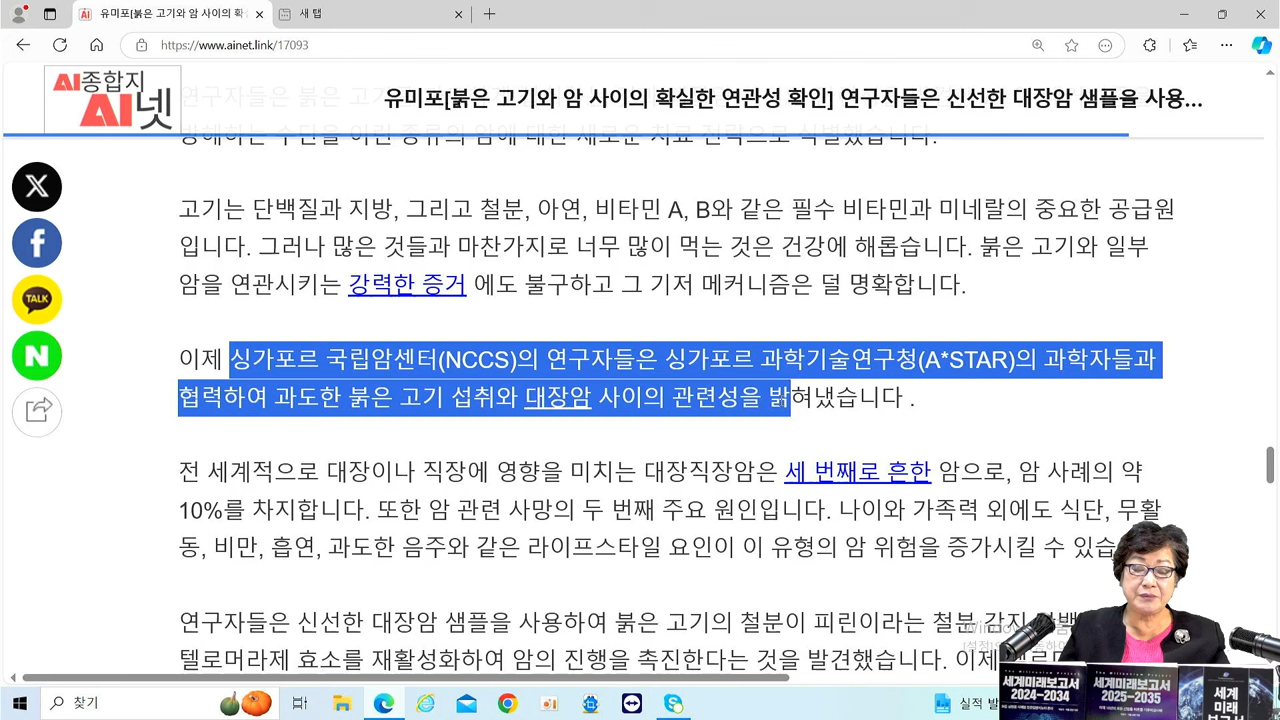 유미포[붉은 고기와 암 사이의 확
새 탭
https://www.ainet.link/17093
AI종합지
AI넷
유미포[붉은 고기와 암 사이의 확실한 연관성 확인] 연구자들은 신선한 대장암 샘플을 사용...
고기는 단백질과 지방, 그리고 철분, 아연, 비타민 A, B와 같은 필수 비타민과 미네랄의 중요한 공급원
입니다. 그러나 많은 것들과 마찬가지로 너무 많이 먹는 것은 건강에 해롭습니다. 붉은 고기와 일부
암을 연관시키는 강력한 증거 에도 불구하고 그 기저 메커니즘은 덜 명확합니다.
이제 싱가포르 국립암센터(NCCS)의 연구자들은 싱가포르 과학기술연구청(A*STAR)의 과학자들과
협력하여 과도한 붉은 고기 섭취와 대장암 사이의 관련성을 밝혀냈습니다 .
전 세계적으로 대장이나 직장에 영향을 미치는 대장직장암은 세 번째로 흔한 암으로, 암 사례의 약
10%를 차지합니다. 또한 암 관련 사망의 두 번째 주요 원인입니다. 나이와 가족력 외에도 식단, 무활
동, 비만, 흡연, 과도한 음주와 같은 라이프스타일 요인이 이 유형의 암 위험을 증가시킬 수 있습
연구자들은 신선한 대장암 샘플을 사용하여 붉은 고기의 철분이 피린이라는 철분 감지
텔로머라제 효소를 재활성화하여 암의 진행을 촉진한다는 것을 발견했습니다. 이제
X
f
TALK
N
세계미래보고서
2024-2034
세계미래보고서
2025-2035
세계
미래
찾기
실적 발